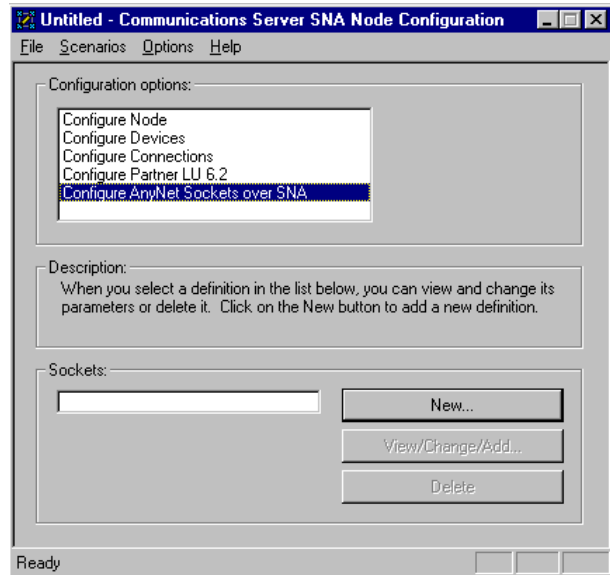 Untitled - Communications Server SNA Node Configuration
File Scenarios Options Help
Configuration options:
Configure Node
Configure Devices
Configure Connections
Configure Partner LU 6.2
Configure AnyNet Sockets over SNA
Description:
When you select a definition in the list below, you can view and change its
parameters or delete it. Click on the New button to add a new definition.
Sockets:
New...
View/Change/Add...
Delete
Ready